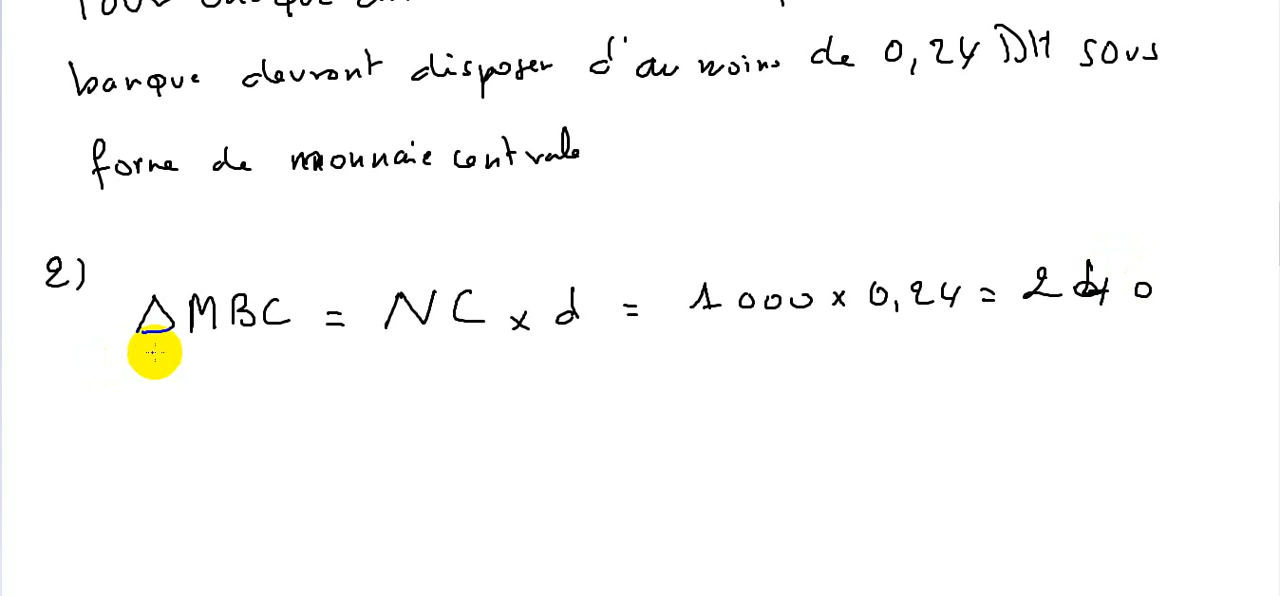 banque devront disposer d'au moins de 0,24 DH sous
forme de monnaie centrale
2)
ΔMBC = NC x d = 1000 x 0,24 = 240